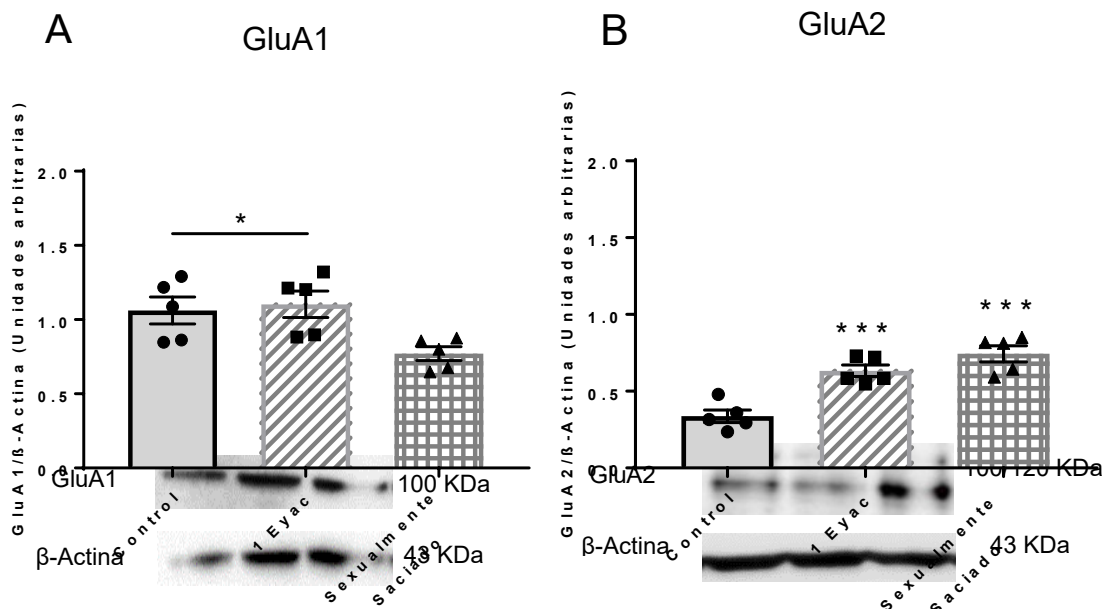 A
GluA1
GluA1/ß-Actina (Unidades arbitrarias)
2.0
1.5
1.0
0.5
0.0
*
Control
1 Eyac
Sexualmente
Saciado
GluA1
100 KDa
β-Actina
43 KDa
B
GluA2
GluA2/ß-Actina (Unidades arbitrarias)
2.0
1.5
1.0
0.5
0.0
***
***
Control
1 Eyac
Sexualmente
Saciado
GluA2
100-120 KDa
β-Actina
43 KDa